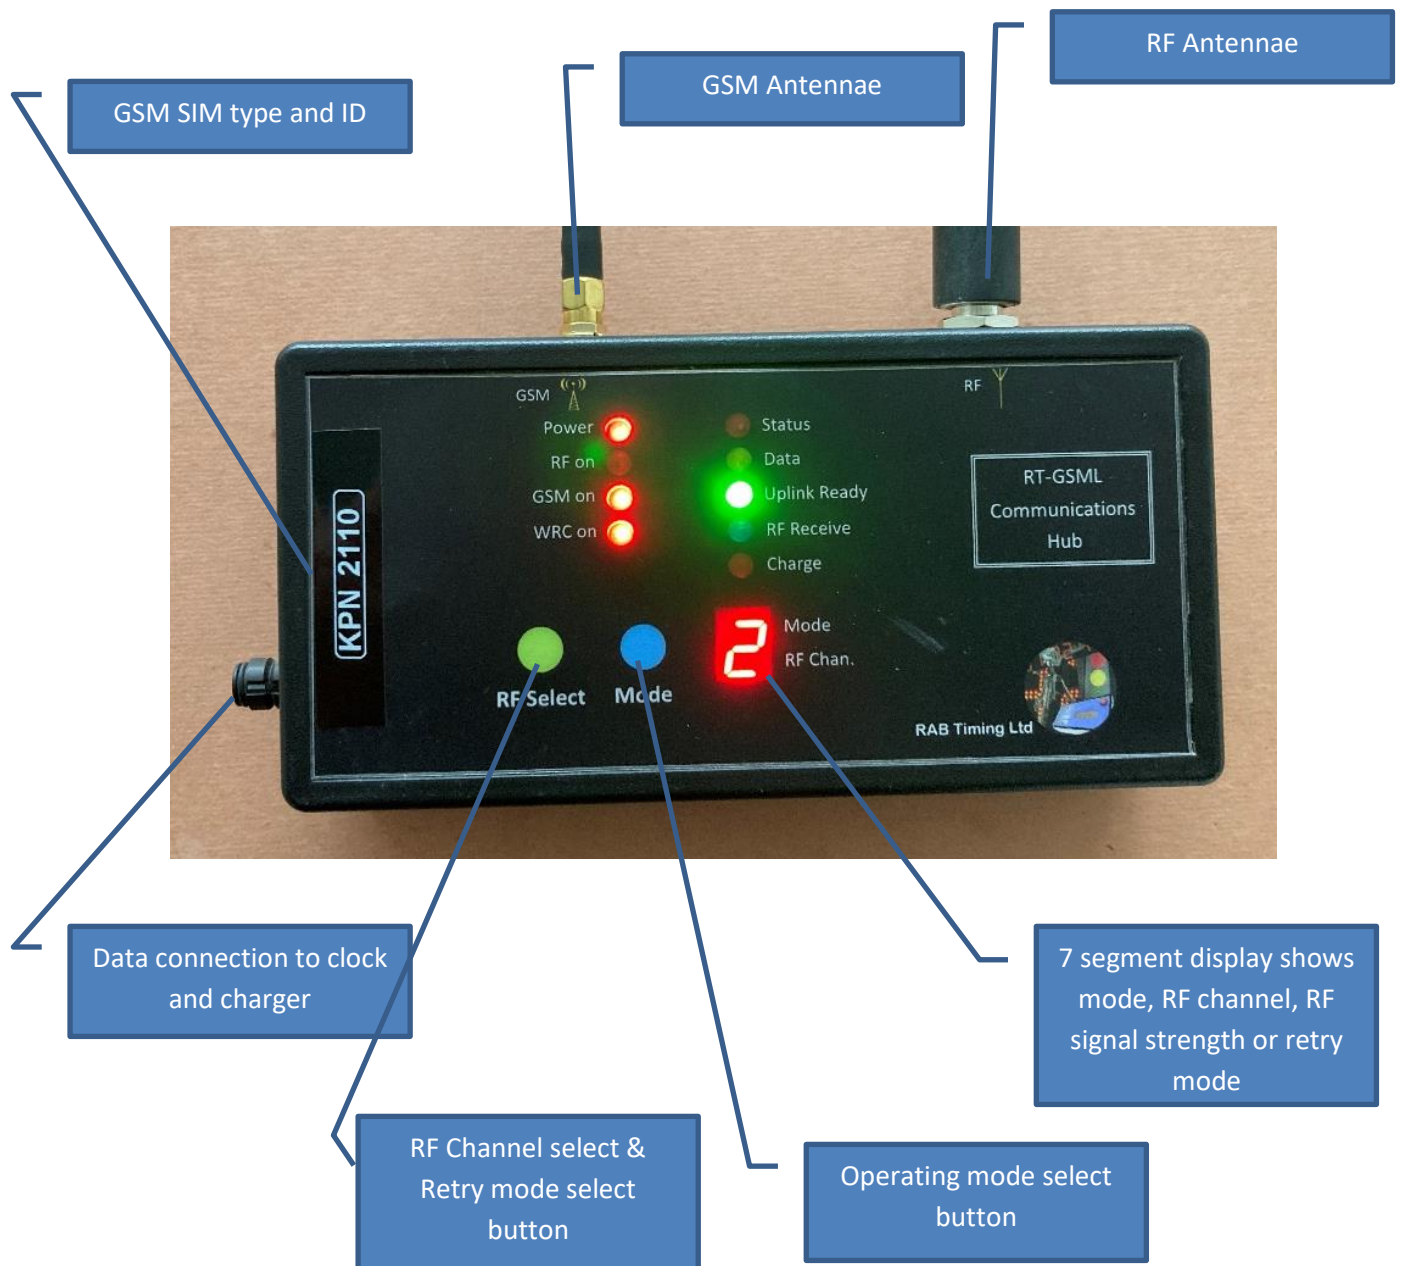 RF Antennae
GSM Antennae
GSM SIM type and ID
GSM
RF
Power
RF on
GSM on
WRC on
Status
Data
Uplink Ready
RF Receive
Charge
RT-GSML
Communications
Hub
KPN 2110
2
Mode
RF Chan.
RF Select
Mode
RAB Timing Ltd
Data connection to clock
and charger
7 segment display shows
mode, RF channel, RF
signal strength or retry
mode
RF Channel select &
Retry mode select
button
Operating mode select
button